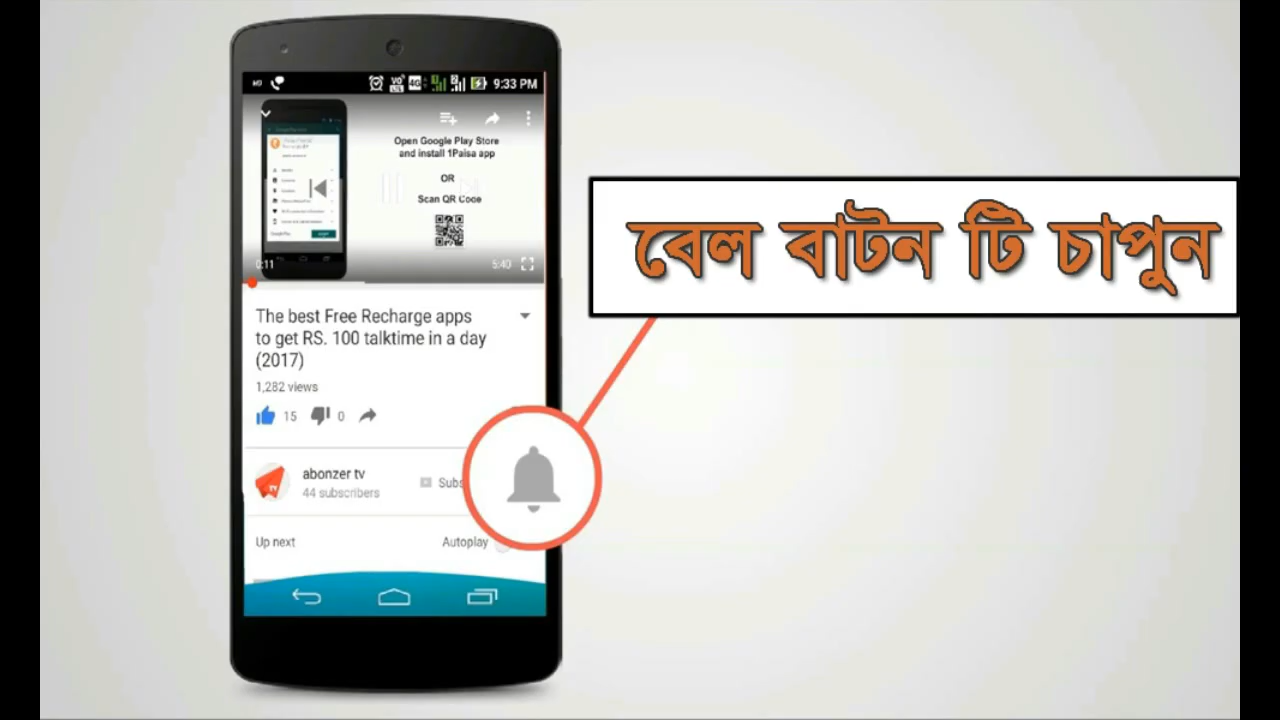 9:33 PM
Open Google Play Store
and install 1Paisa app
OR
Scan QR Code
0:11
5:40
The best Free Recharge apps
to get RS. 100 talktime in a day
(2017)
1,282 views
15
0
abonzer tv
44 subscribers
Up next
Autoplay
বেল বাটন টি চাপুন